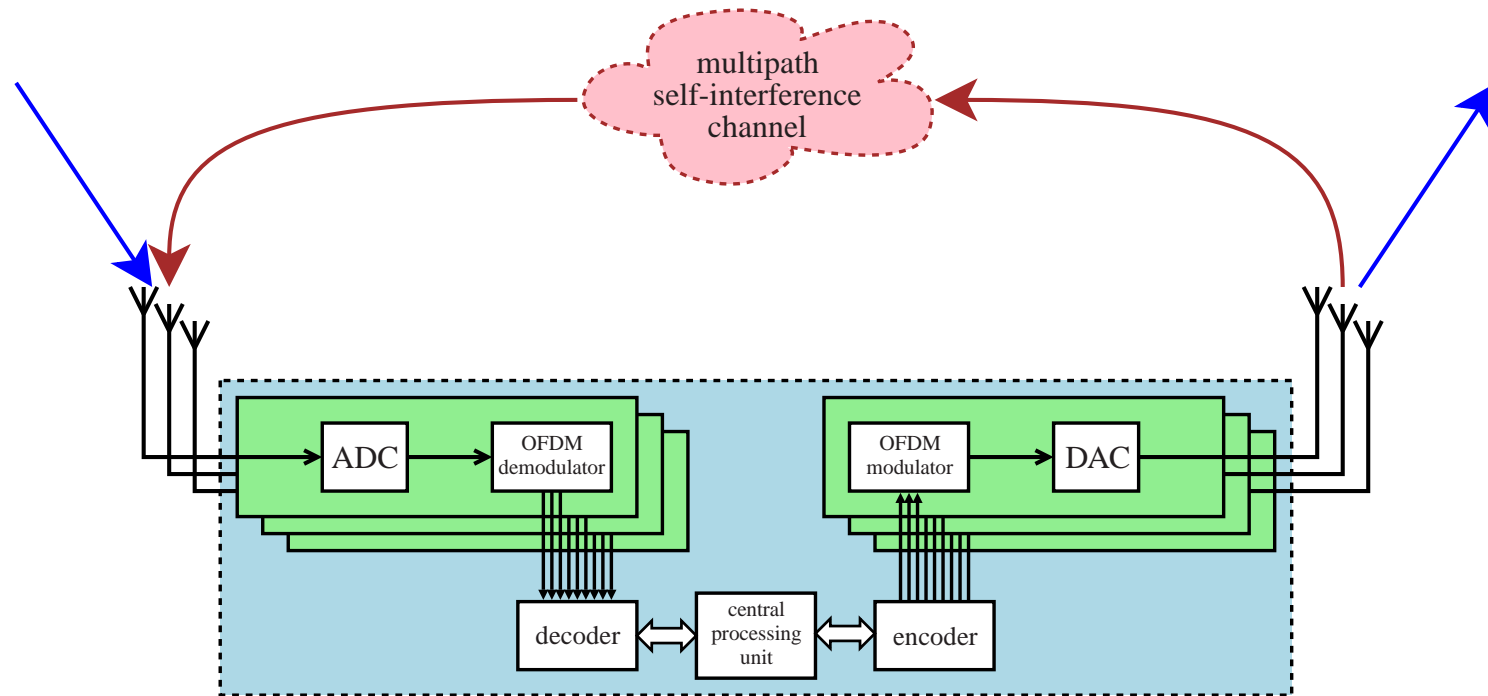 multipath
self-interference
channel
ADC
OFDM
demodulator
OFDM
modulator
DAC
decoder
central
processing
unit
encoder